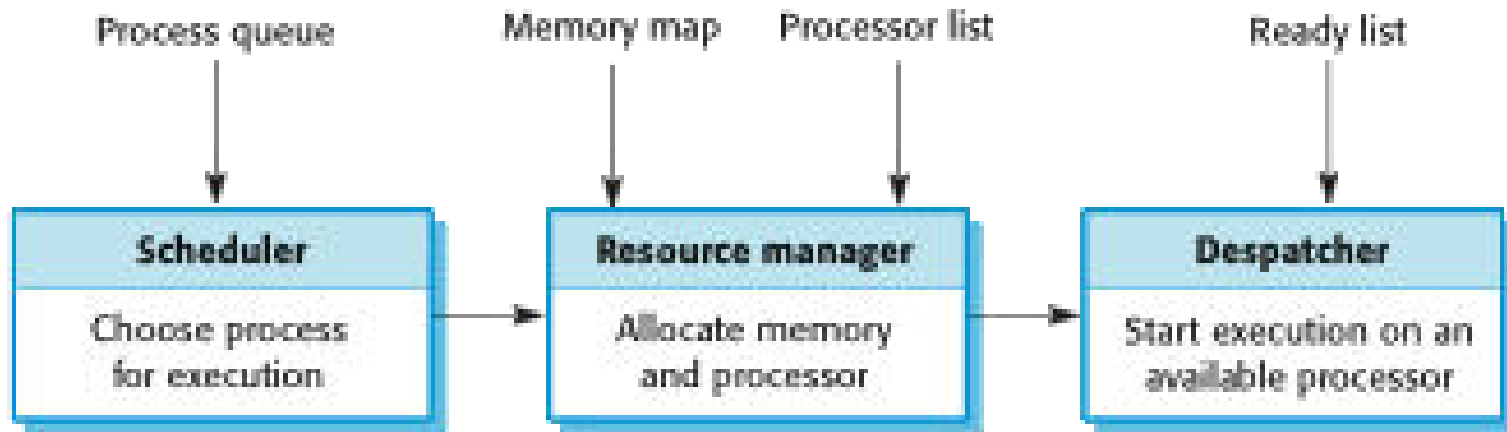 Process queue
Memory map
Processor list
Ready list
Scheduler
Choose process
for execution
Resource manager
Allocate memory
and processor
Despatcher
Start execution on an
available processor